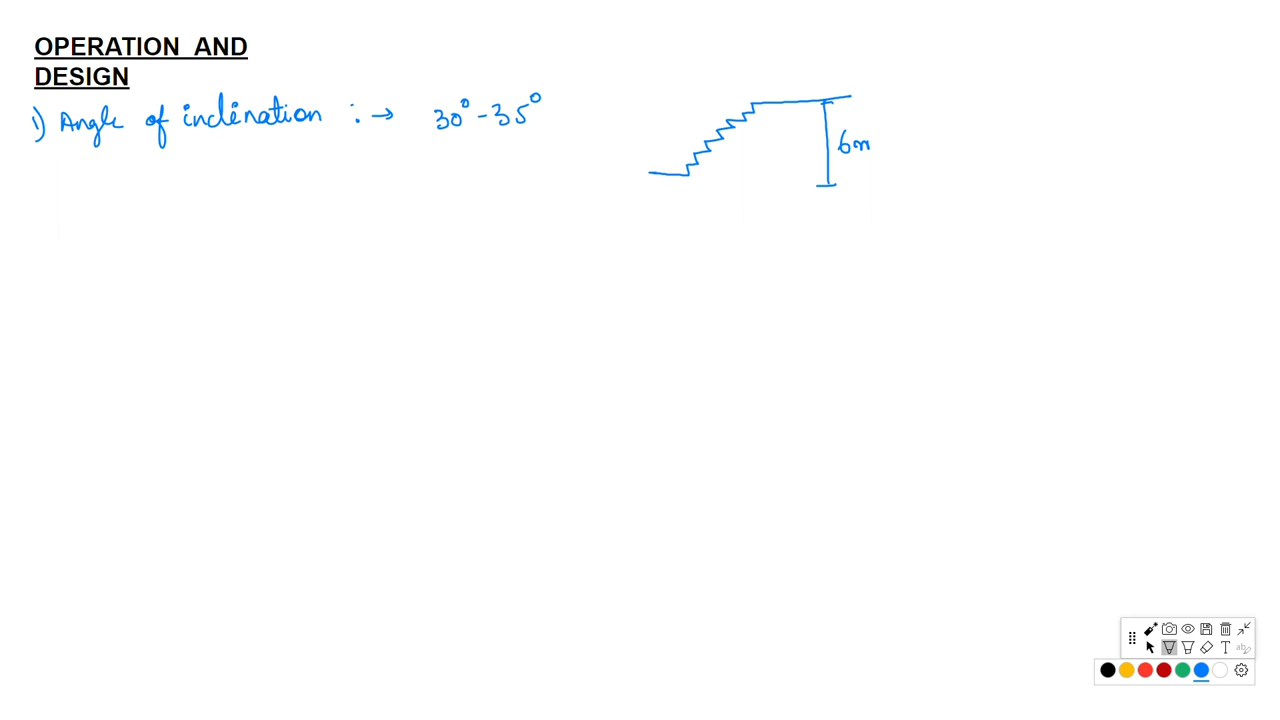 OPERATION AND
DESIGN
1) Angle of inclination :→ 30° - 35°
6m